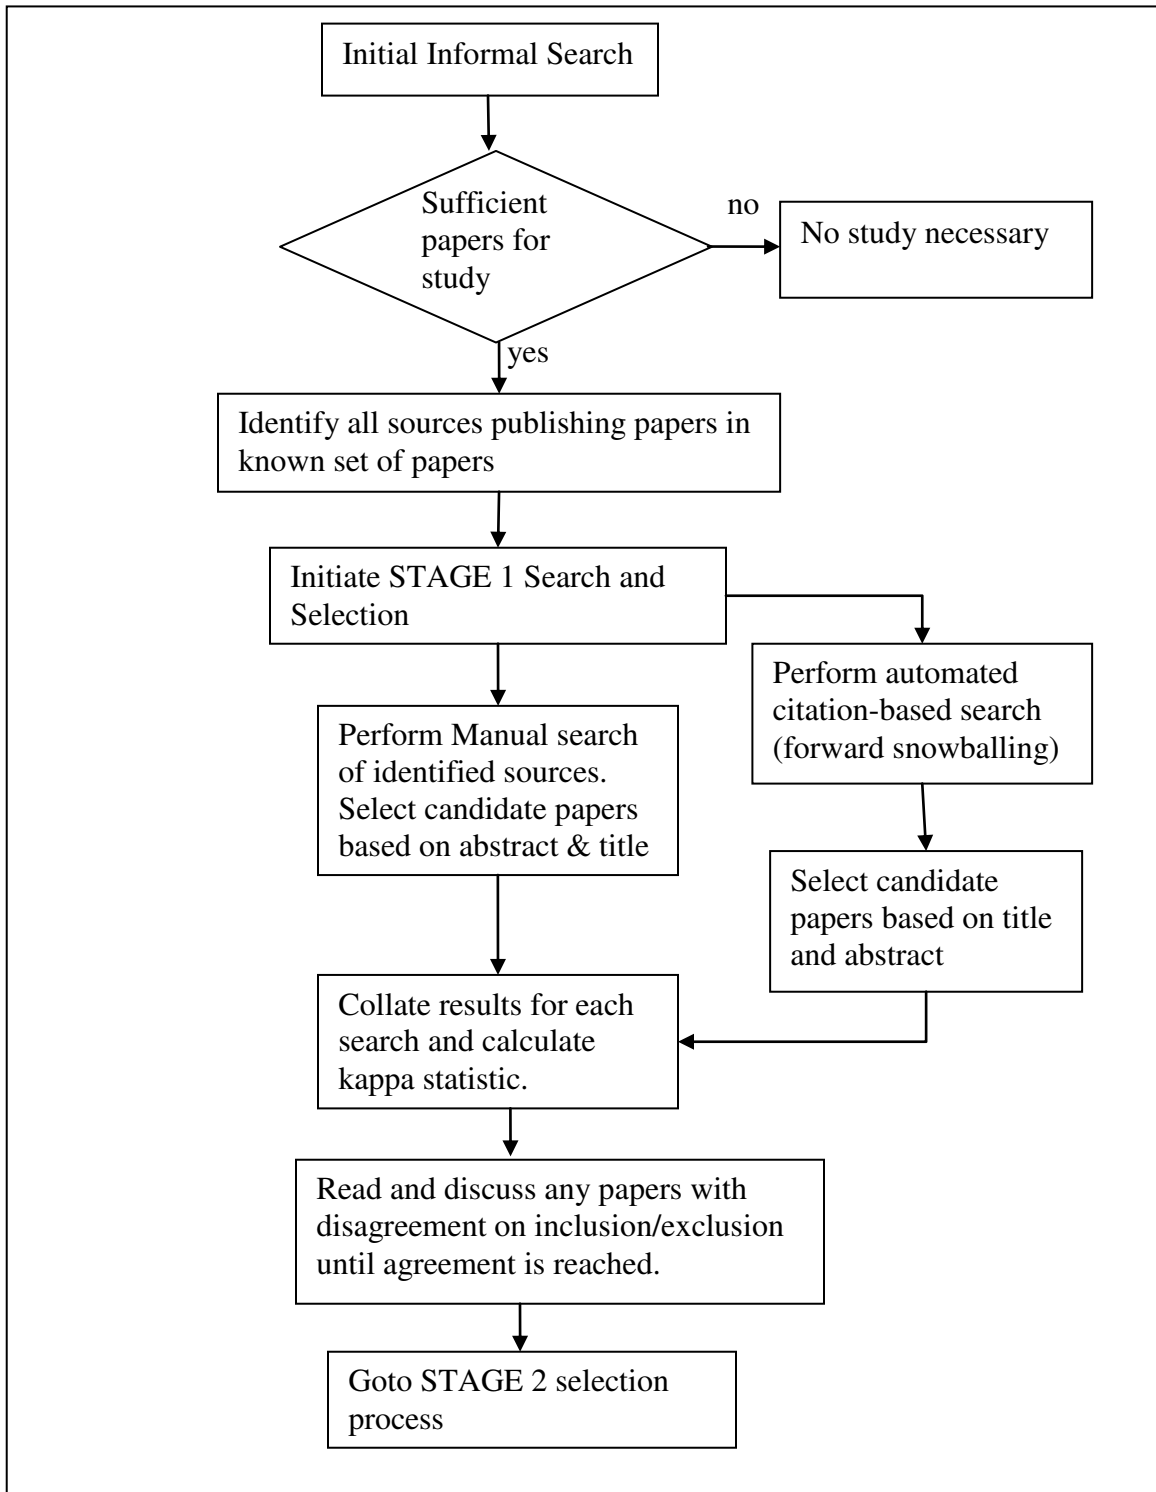 Initial Informal Search
Sufficient
papers for
study
no
No study necessary
yes
Identify all sources publishing papers in
known set of papers
Initiate STAGE 1 Search and
Selection
Perform automated
citation-based search
(forward snowballing)
Perform Manual search
of identified sources.
Select candidate papers
based on abstract & title
Select candidate
papers based on title
and abstract
Collate results for each
search and calculate
kappa statistic.
Read and discuss any papers with
disagreement on inclusion/exclusion
until agreement is reached.
Goto STAGE 2 selection
process